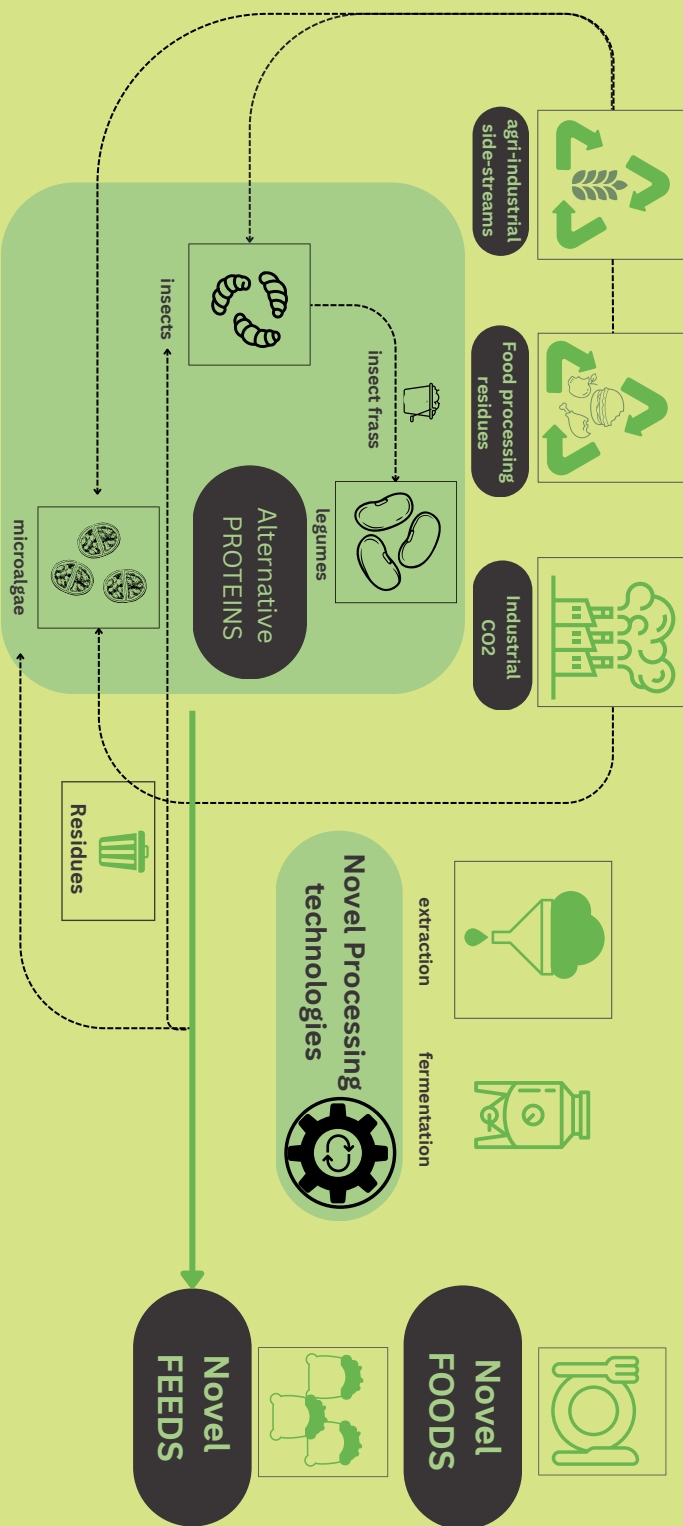 agri-industrial
side-streams
Food processing
residues
Industrial
CO2
insect frass
legumes
Alternative
PROTEINS
insects
microalgae
Residues
extraction
fermentation
Novel Processing
technologies
Novel
FOODS
Novel
FEEDS